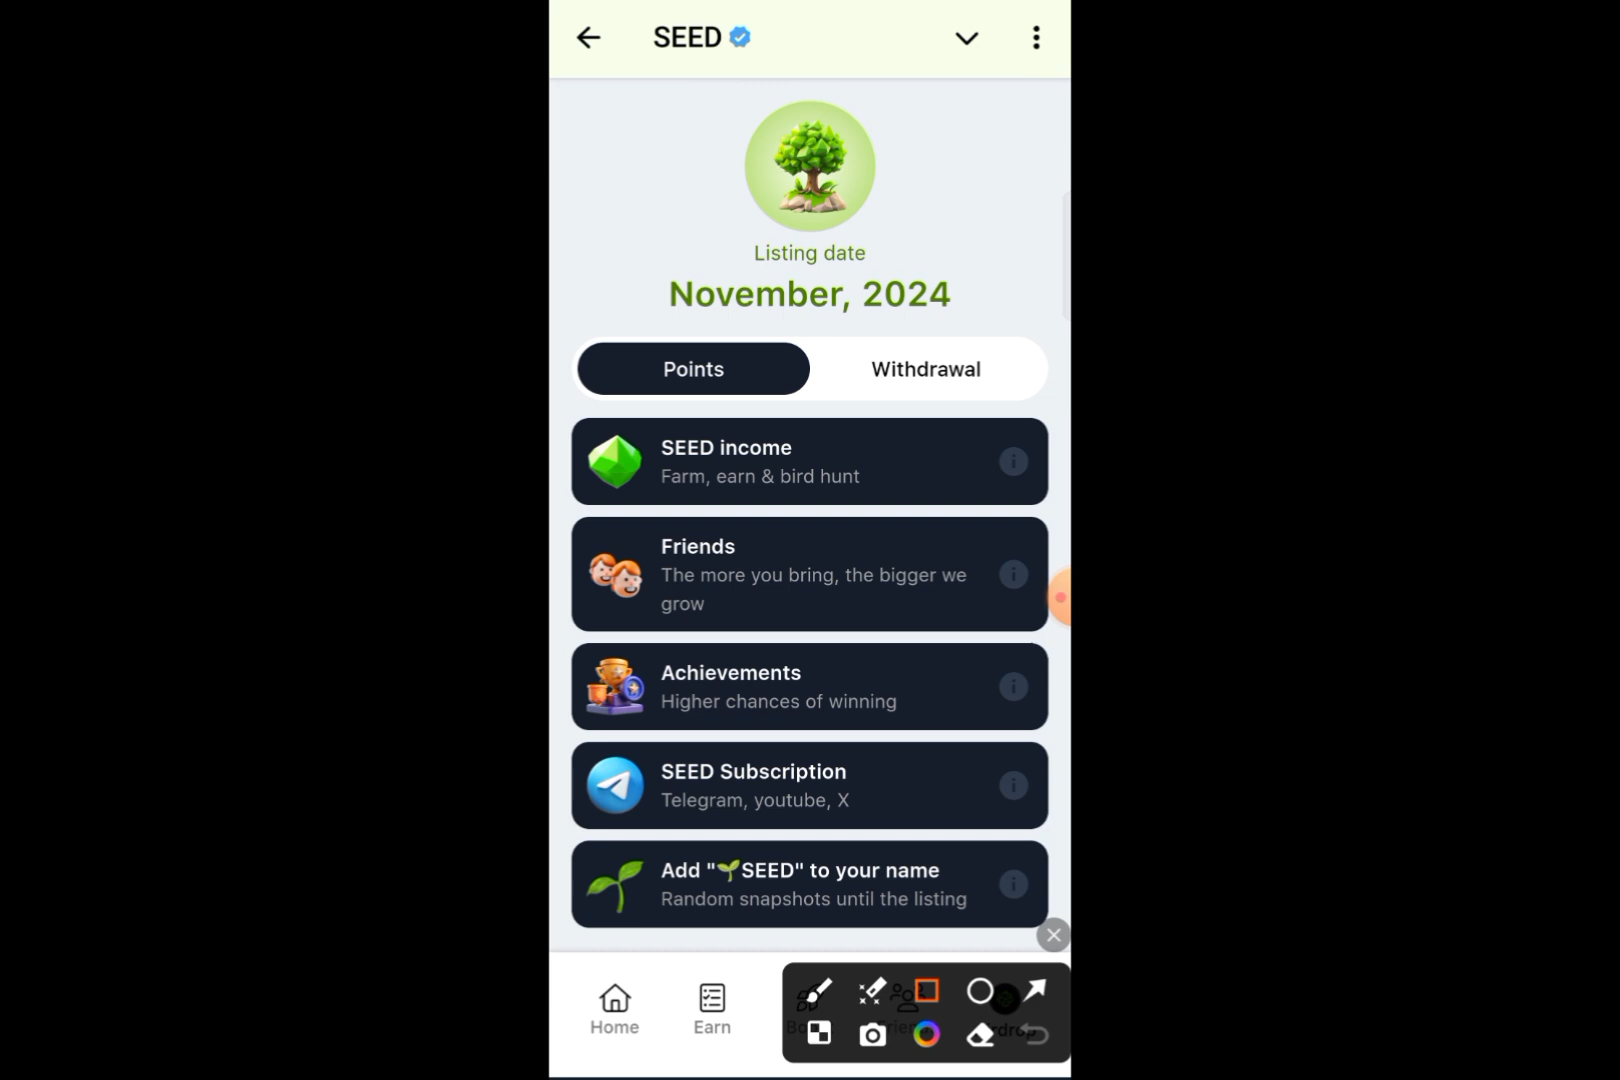 SEED
Listing date
November, 2024
Points
Withdrawal
SEED income
Farm, earn & bird hunt
Friends
The more you bring, the bigger we
grow
Achievements
Higher chances of winning
SEED Subscription
Telegram, youtube, X
Add "🌱SEED" to your name
Random snapshots until the listing
Home
Earn